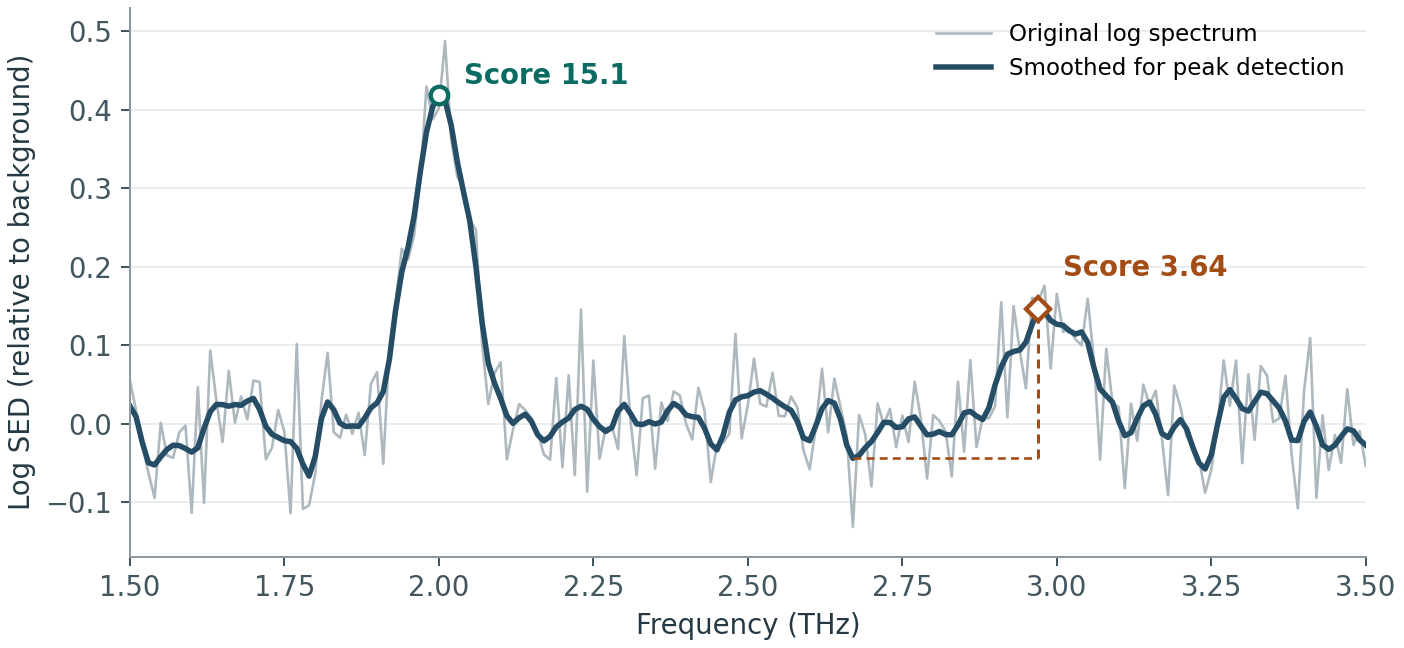 Log SED (relative to background)
0.5
0.4
0.3
0.2
0.1
0.0
−0.1
Original log spectrum
Smoothed for peak detection
Score 15.1
Score 3.64
1.50 1.75 2.00 2.25 2.50 2.75 3.00 3.25 3.50
Frequency (THz)